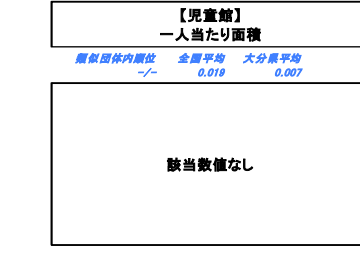 【児童館】
一人当たり面積
類似団体内順位 全国平均 大分県平均
-/- 0.019 0.007
該当数値なし